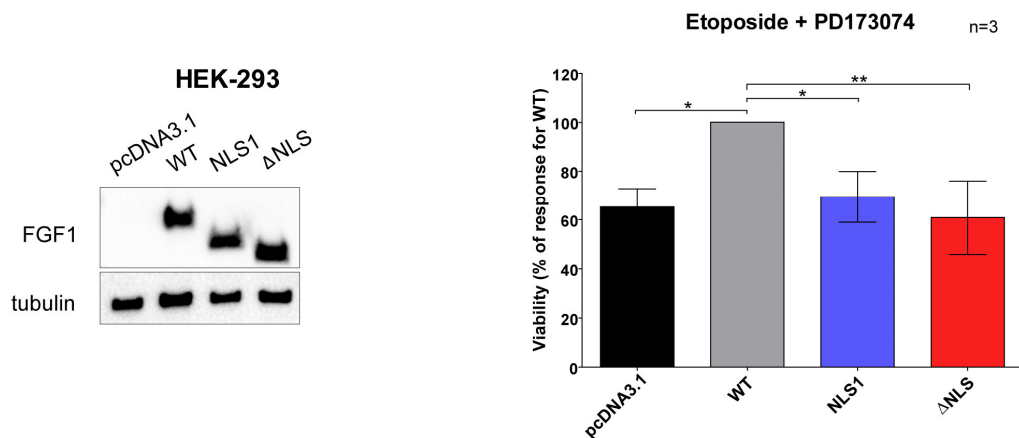 HEK-293
pcDNA3.1
WT
NLS1
ΔNLS
FGF1
tubulin
Etoposide + PD173074
n=3
Viability (% of response for WT)
120
100
80
60
40
20
0
*
*
**
pcDNA3.1
WT
NLS1
ΔNLS